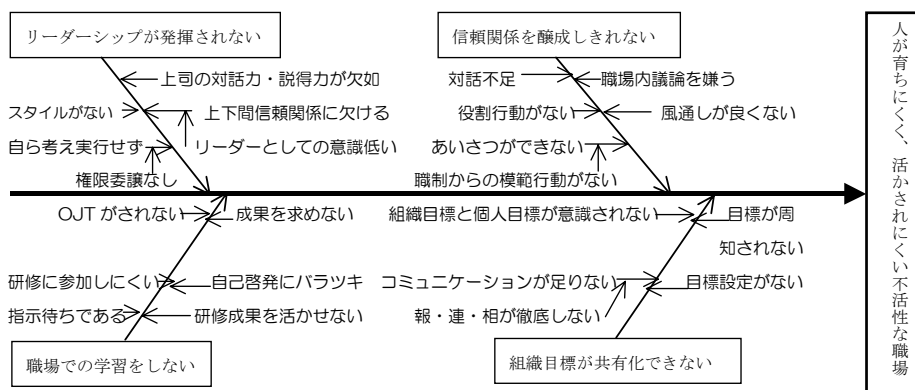 リーダーシップが発揮されない
信頼関係を醸成しきれない
上司の対話力・説得力が欠如
対話不足
職場内議論を嫌う
スタイルがない
上下間信頼関係に欠ける
役割行動がない
風通しが良くない
自ら考え実行せず
リーダーとしての意識低い
あいさつができない
権限委譲なし
職制からの模範行動がない
人が育ちにくく、活かされにくい不活性な職場
OJTがされない
成果を求めない
組織目標と個人目標が意識されない
目標が周
知されない
研修に参加しにくい
自己啓発にバラツキ
コミュニケーションが足りない
目標設定がない
指示待ちである
研修成果を活かせない
報・連・相が徹底しない
職場での学習をしない
組織目標が共有化できない